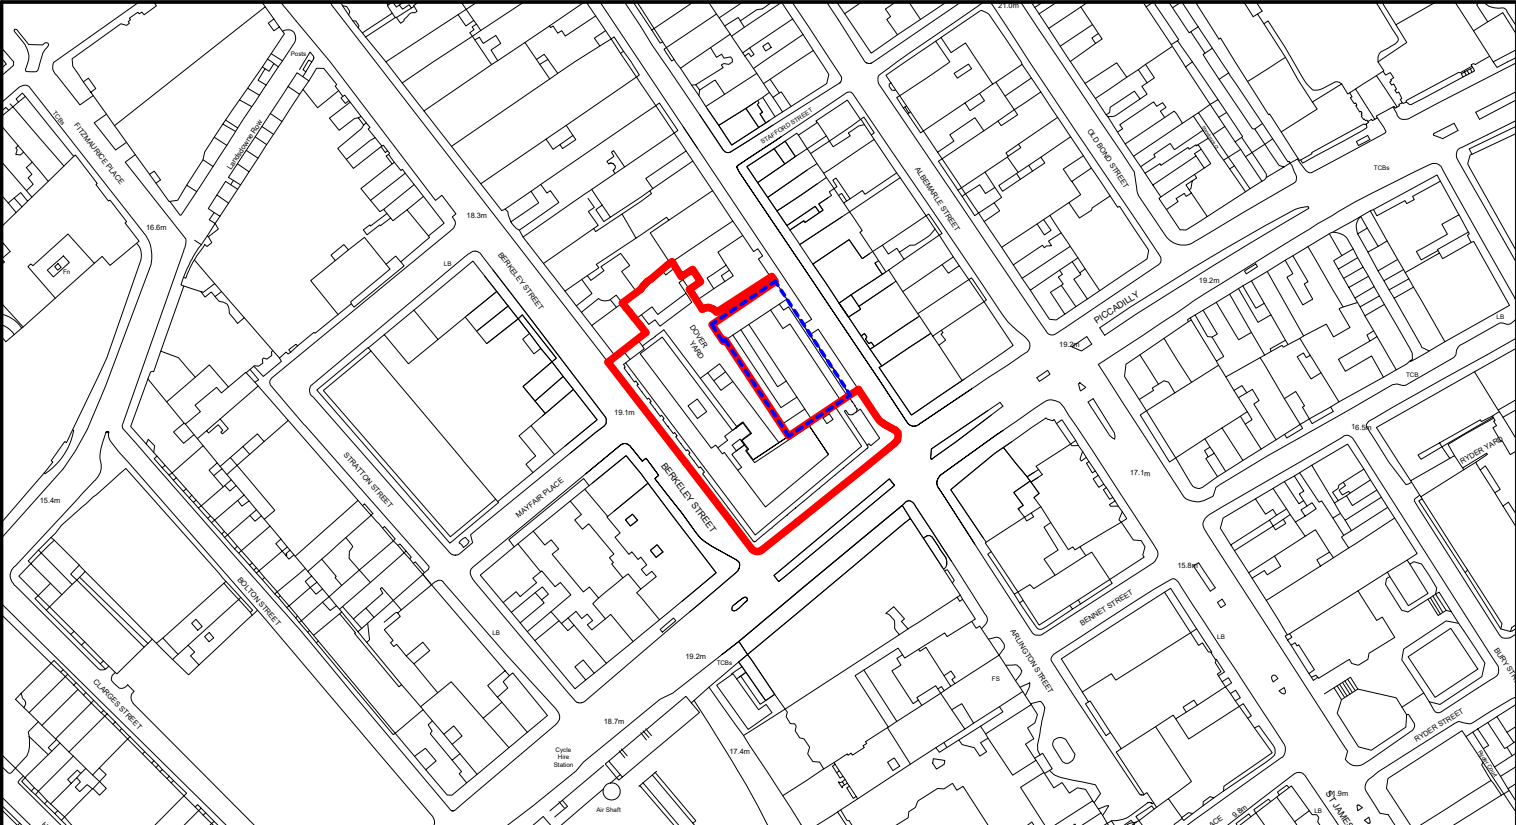 21.0m
Posts
TCBs
FITZMAURICE PLACE
Lansdowne Row
STAFFORD STREET
OLD BOND STREET
TCBs
ALBEMARLE STREET
18.3m
16.6m
BERKELEY STREET
LB
Fn
19.2m
PICCADILLY
LB
DOVER
YARD
19.2m
TCB
19.1m
16.5m
RYDER YARD
STRATTON STREET
BERKELEY STREET
17.1m
MAYFAIR PLACE
15.4m
15.8m
BOLTON STREET
BENNET STREET
LB
LB
ARLINGTON STREET
19.2m
TCBs
FS
CLARGES STREET
18.7m
RYDER STREET
17.4m
Cycle
Hire
Station
Air Shaft
9.8m
LB
ACE